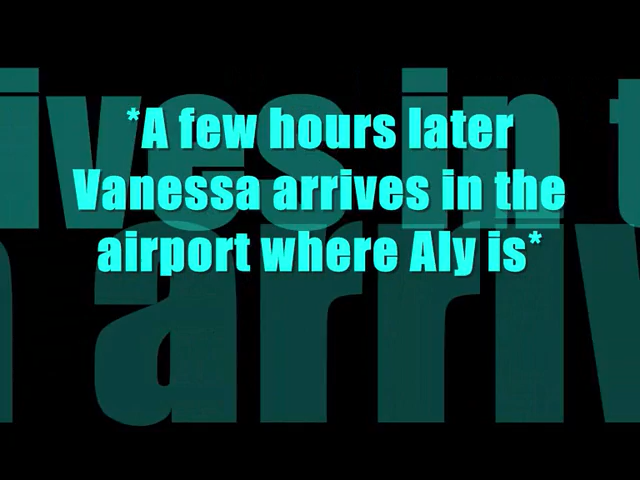 *A few hours later
Vanessa arrives in the
airport where Aly is*